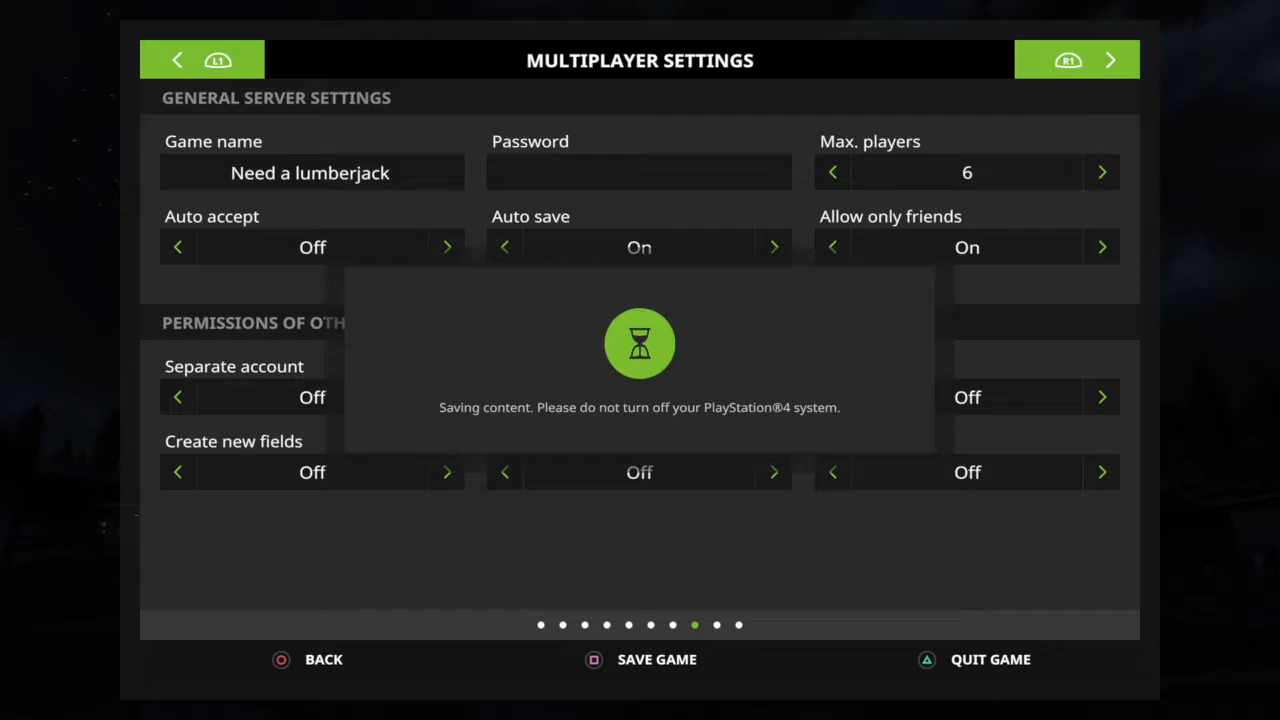 L1
MULTIPLAYER SETTINGS
R1
GENERAL SERVER SETTINGS
Game name
Password
Max. players
Need a lumberjack
6
Auto accept
Auto save
Allow only friends
Off
On
On
PERMISSIONS OF OTH
Separate account
Off
Off
Saving content. Please do not turn off your PlayStation®4 system.
Create new fields
Off
Off
Off
BACK
SAVE GAME
QUIT GAME